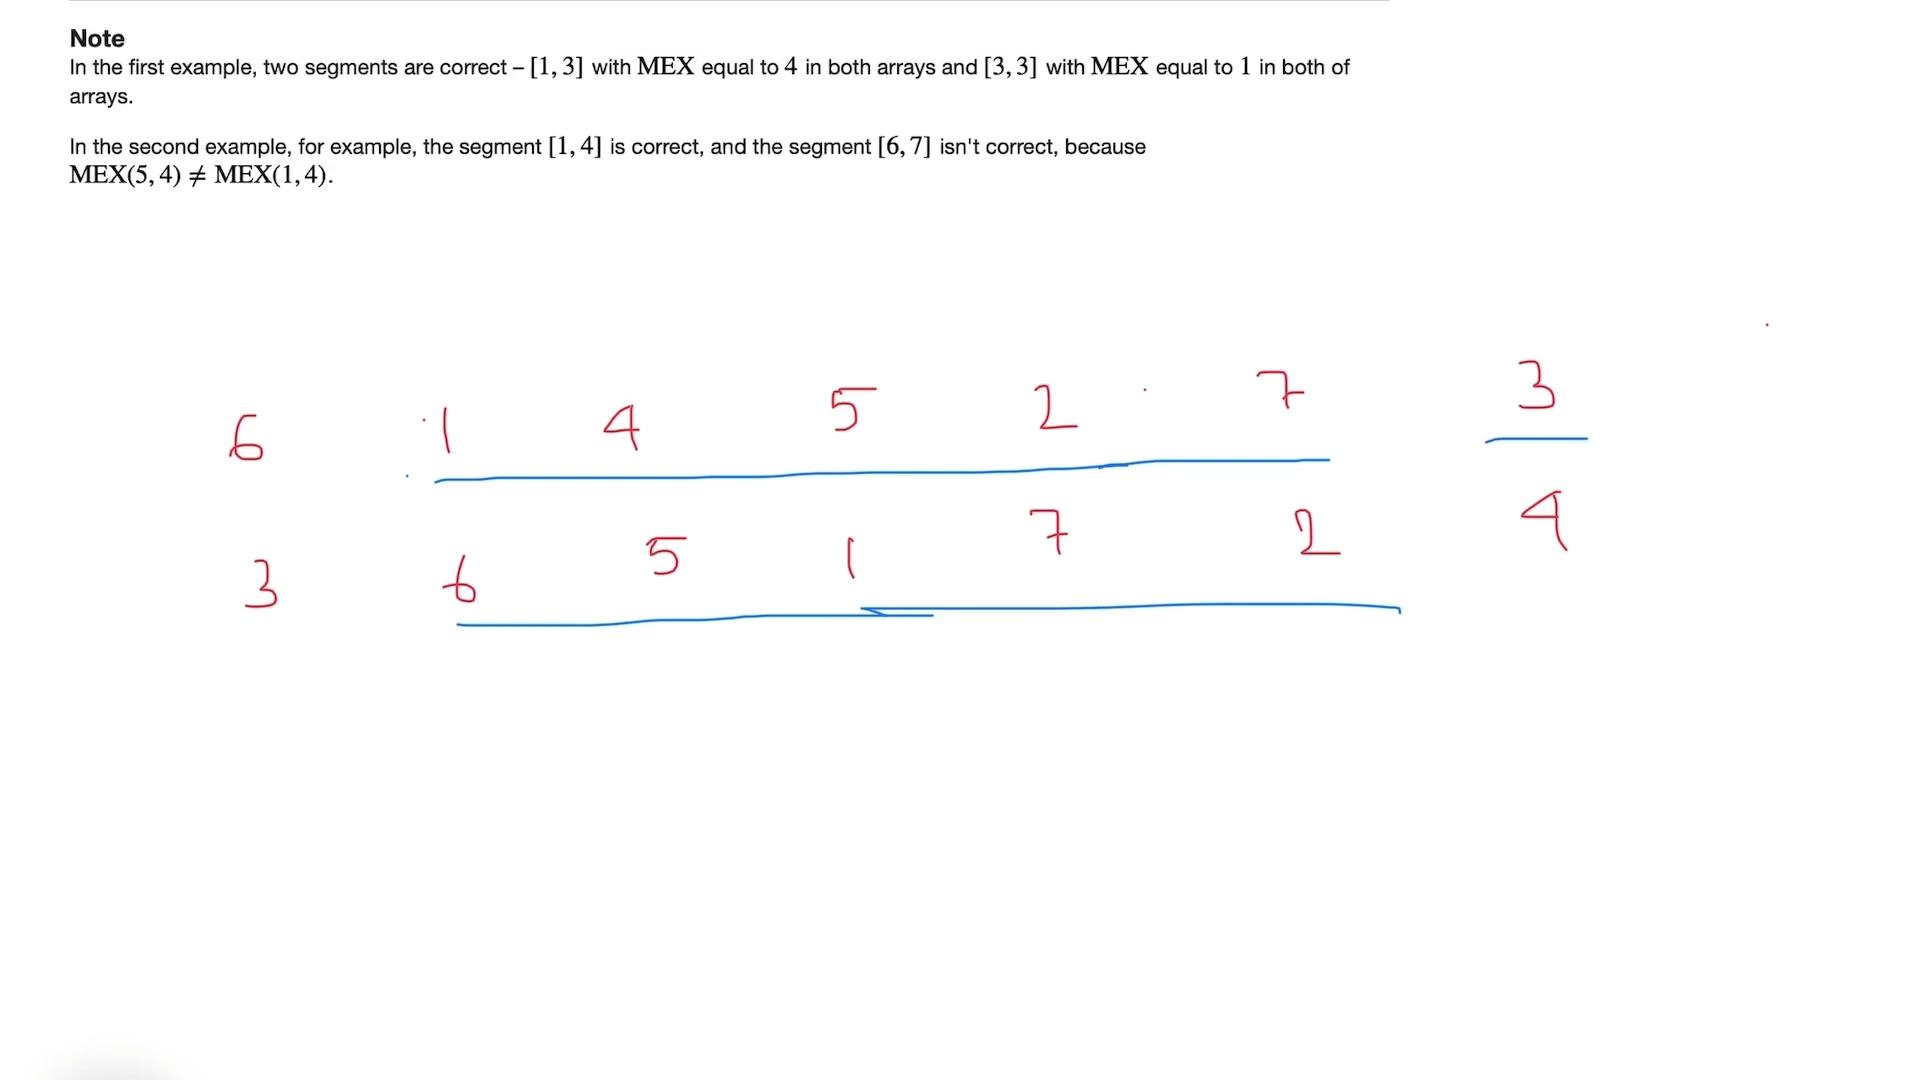 Note
In the first example, two segments are correct – [1, 3] with MEX equal to 4 in both arrays and [3, 3] with MEX equal to 1 in both of
arrays.
In the second example, for example, the segment [1, 4] is correct, and the segment [6, 7] isn't correct, because
MEX(5, 4) ≠ MEX(1, 4).
6 1 4 5 2 7 3
3 6 5 1 7 2 4